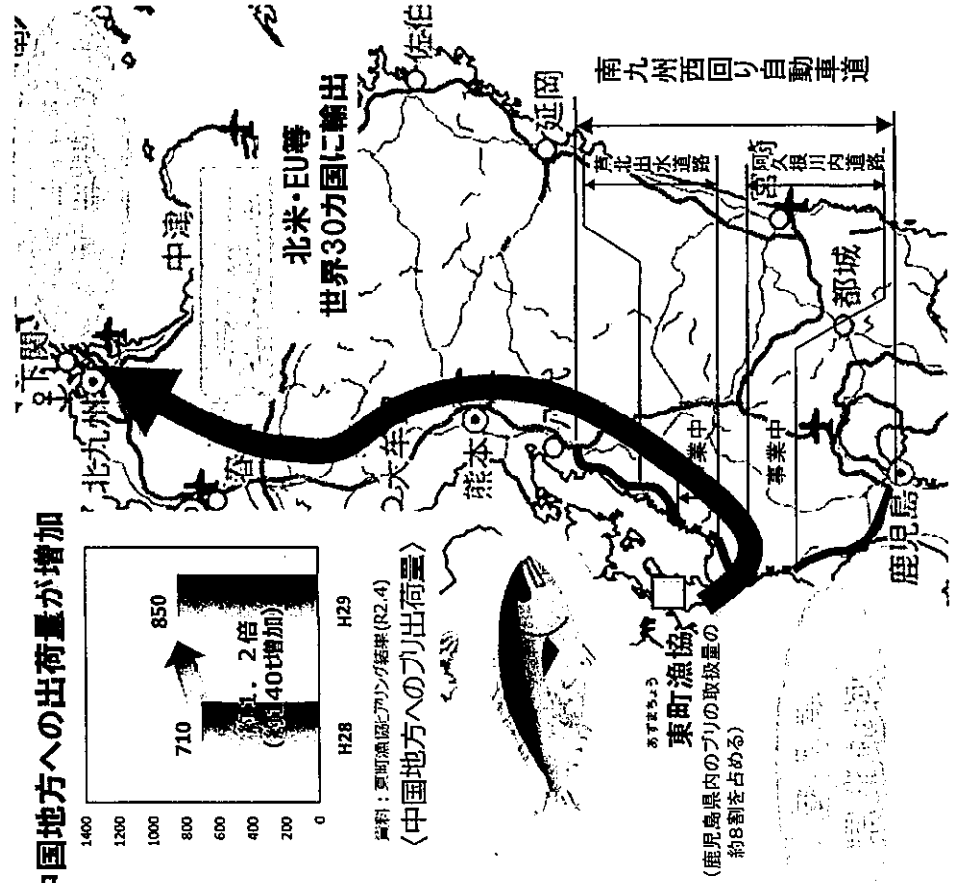 国地方への出荷量が増加
1400
1200
1000
800
600
400
200
0
710
850
約1.2倍
(約140t増加)
H28
H29
資料：東町漁協ヒアリング結果(R2.4)
〈中国地方へのブリ出荷量〉
あずまちょう
東町漁協
(鹿児島県内のブリの取扱量の
約8割を占める)
北米・EU等
世界30カ国に輸出
下関
北九州
中津
佐伯
延岡
熊本
都城
鹿児島
南九州西回り自動車道
芦北出水道路
阿久根川内道路
事業中
事業中